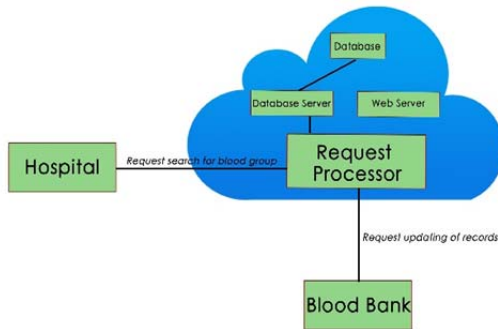 Database
Database Server
Web Server
Request search for blood group
Hospital
Request
Processor
Request updating of records
Blood Bank